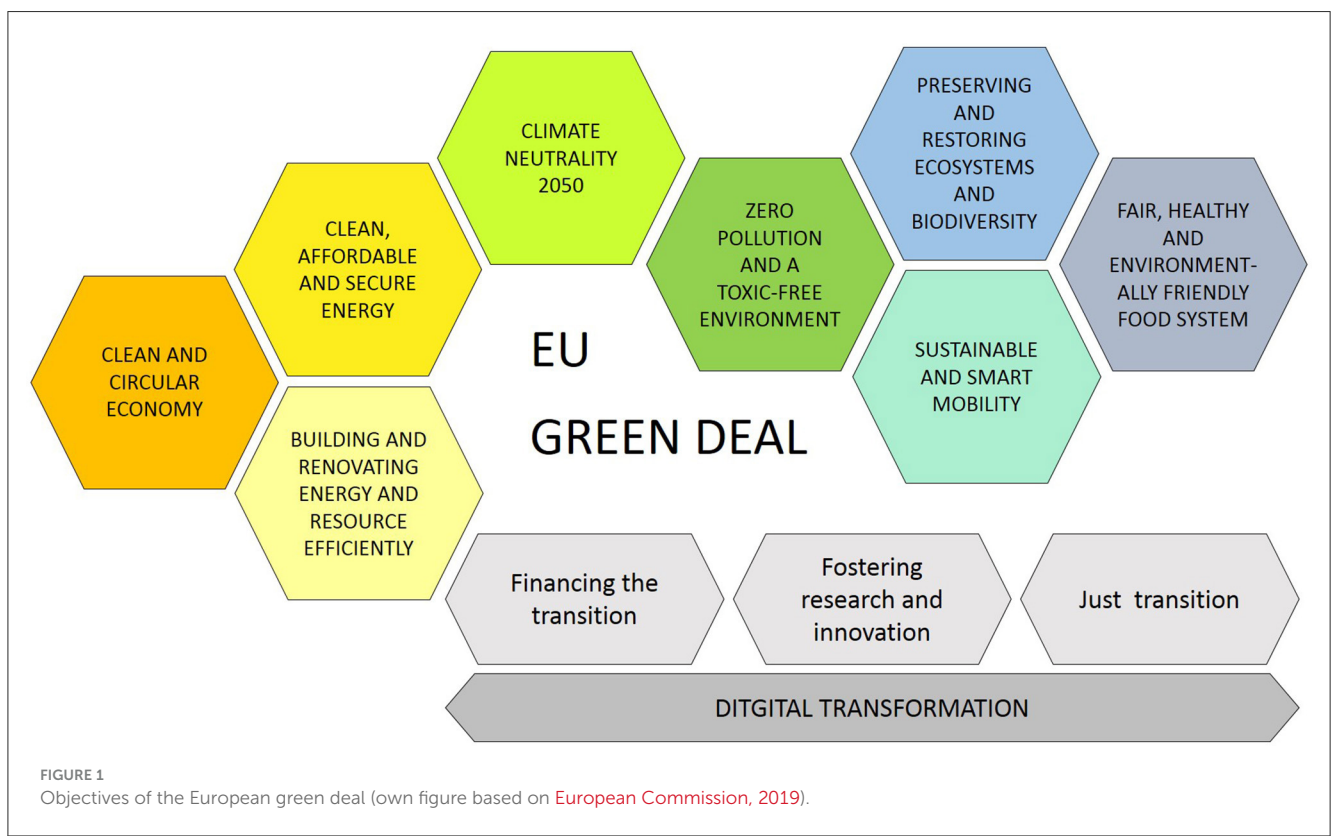 CLEAN AND
CIRCULAR
ECONOMY
CLEAN,
AFFORDABLE
AND SECURE
ENERGY
BUILDING AND
RENOVATING
ENERGY AND
RESOURCE
EFFICIENTLY
CLIMATE
NEUTRALITY
2050
ZERO
POLLUTION
AND A
TOXIC-FREE
ENVIRONMENT
PRESERVING
AND
RESTORING
ECOSYSTEMS
AND
BIODIVERSITY
SUSTAINABLE
AND SMART
MOBILITY
FAIR, HEALTHY
AND
ENVIRONMENT-
ALLY FRIENDLY
FOOD SYSTEM
EU
GREEN DEAL
Financing the
transition
Fostering
research and
innovation
Just transition
DITGITAL TRANSFORMATION
FIGURE 1
Objectives of the European green deal (own figure based on European Commission, 2019).